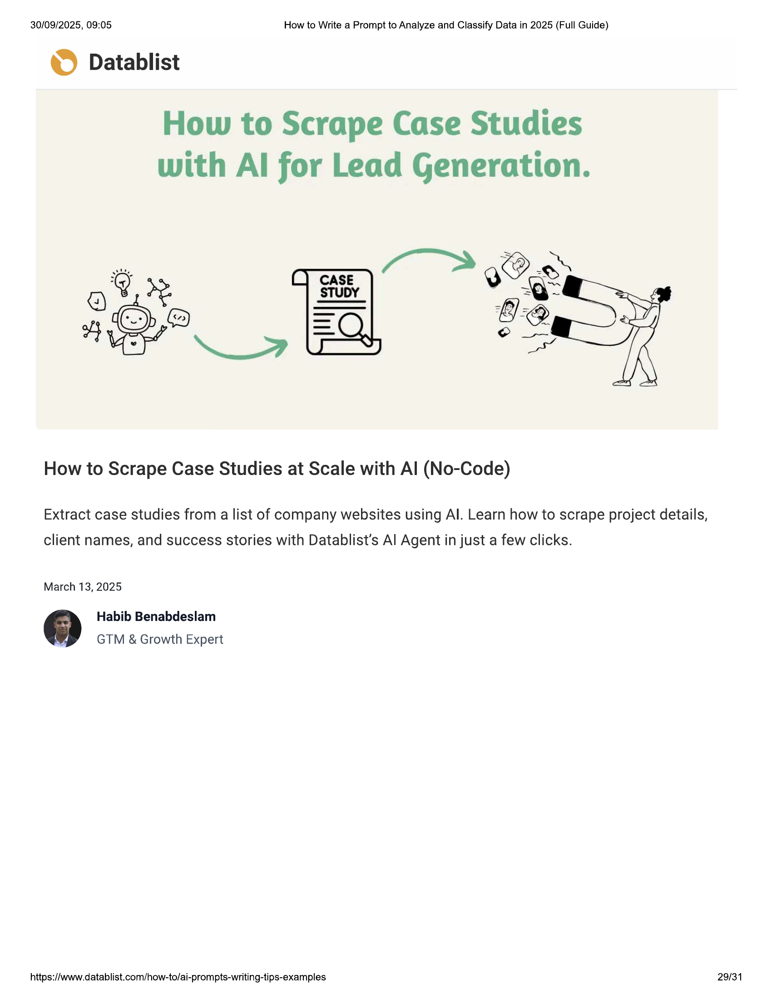 30/09/2025, 09:05
How to Write a Prompt to Analyze and Classify Data in 2025 (Full Guide)
Datablist
How to Scrape Case Studies
with AI for Lead Generation.
CASE
STUDY
</>
How to Scrape Case Studies at Scale with AI (No-Code)
Extract case studies from a list of company websites using AI. Learn how to scrape project details,
client names, and success stories with Datablist’s AI Agent in just a few clicks.
March 13, 2025
Habib Benabdeslam
GTM & Growth Expert
https://www.datablist.com/how-to/ai-prompts-writing-tips-examples
29/31